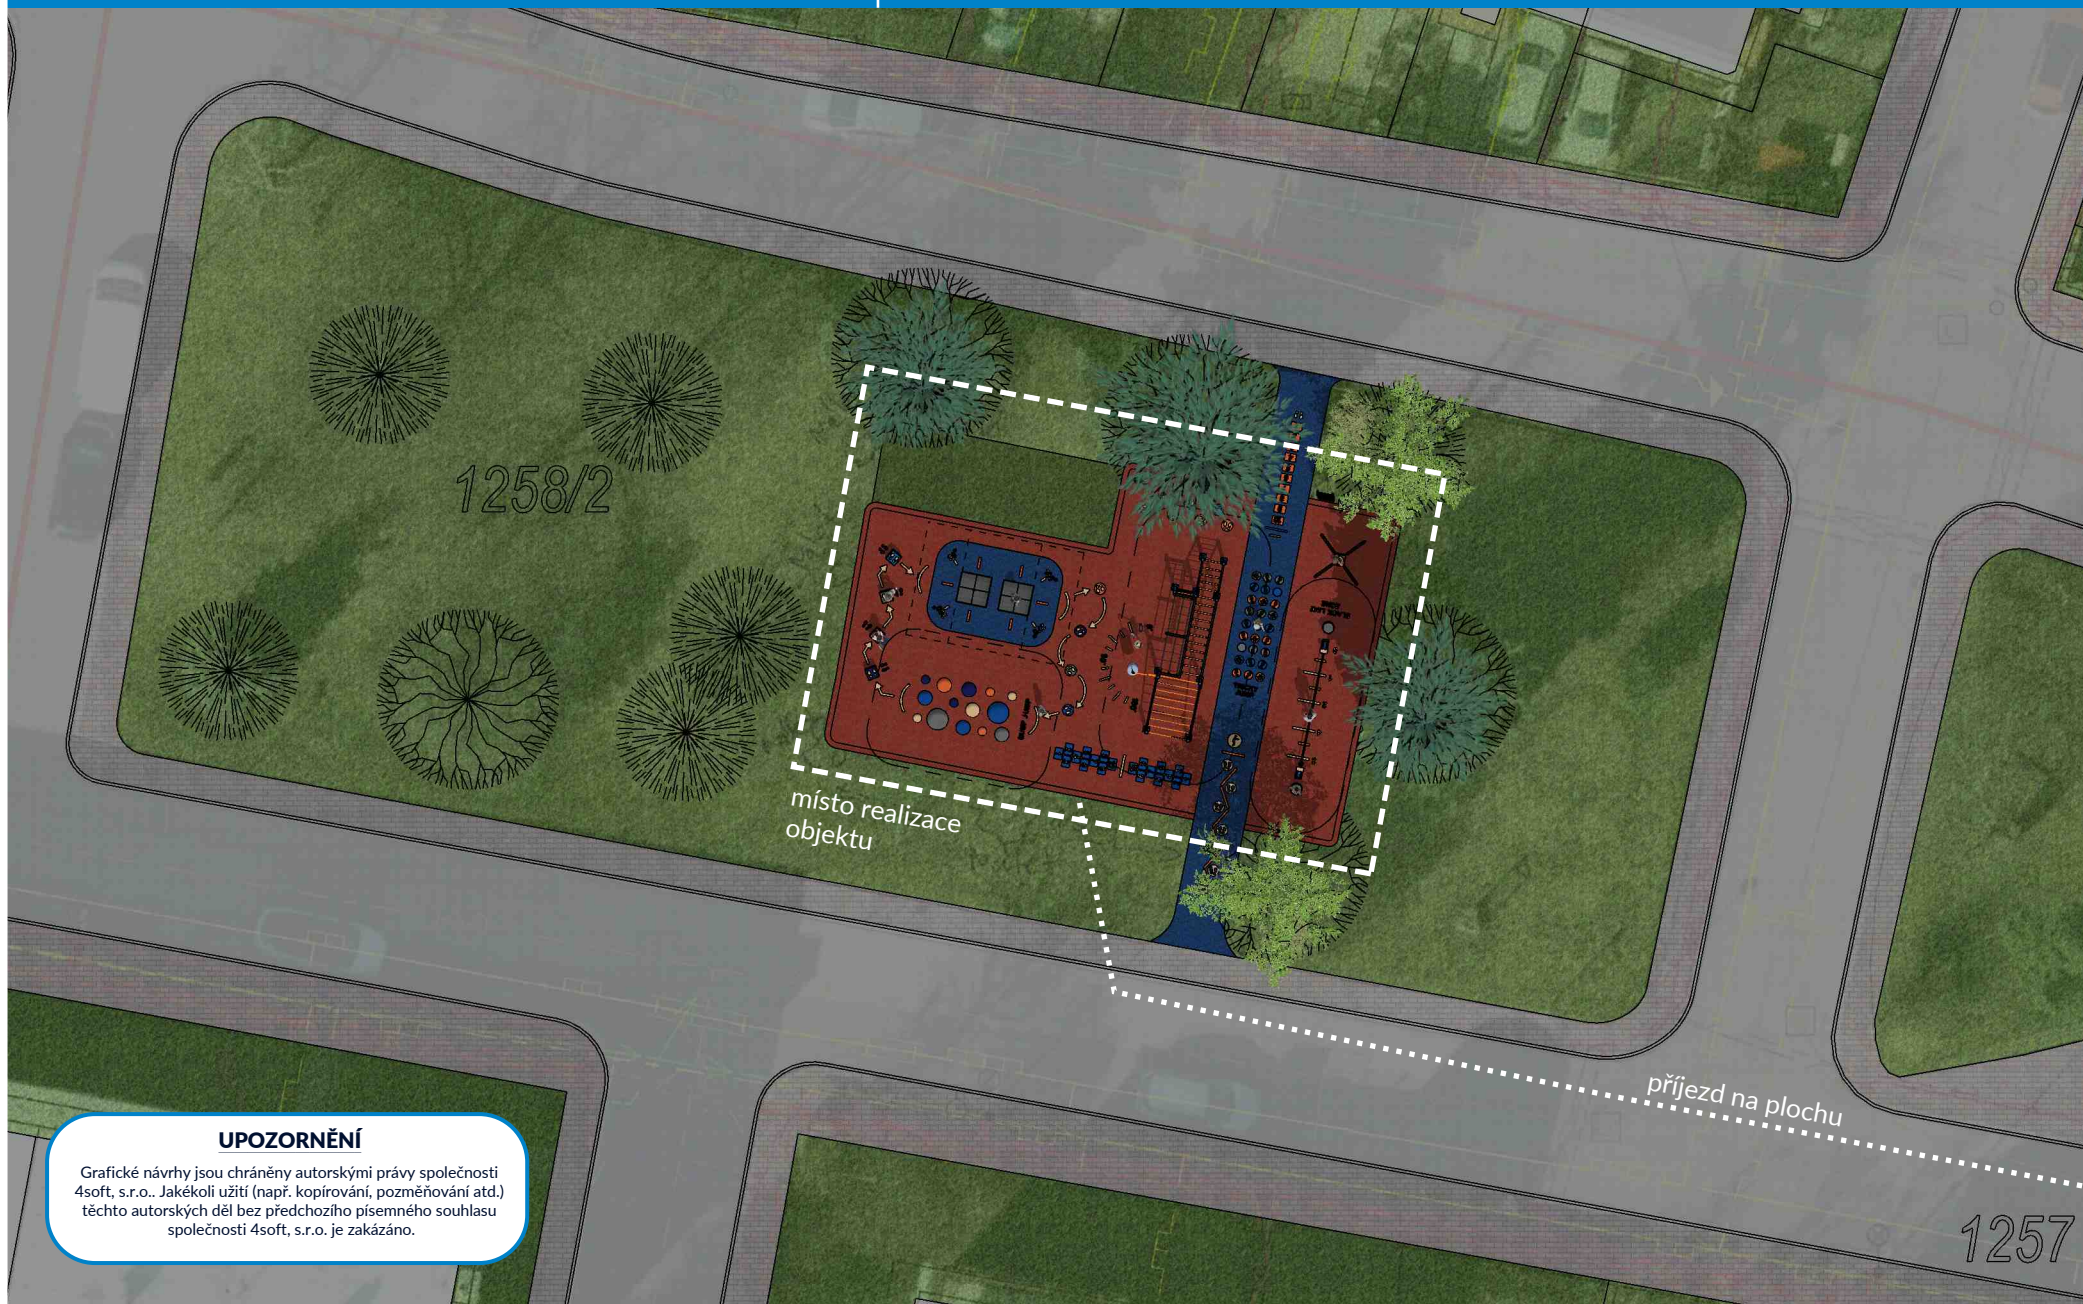 1258/2
místo realizace
objektu
příjezd na plochu
UPOZORNĚNÍ
Grafické návrhy jsou chráněny autorskými právy společnosti
4soft, s.r.o.. Jakékoli užití (např. kopírování, pozměňování atd.)
těchto autorských děl bez předchozího písemného souhlasu
společnosti 4soft, s.r.o. je zakázáno.
1257